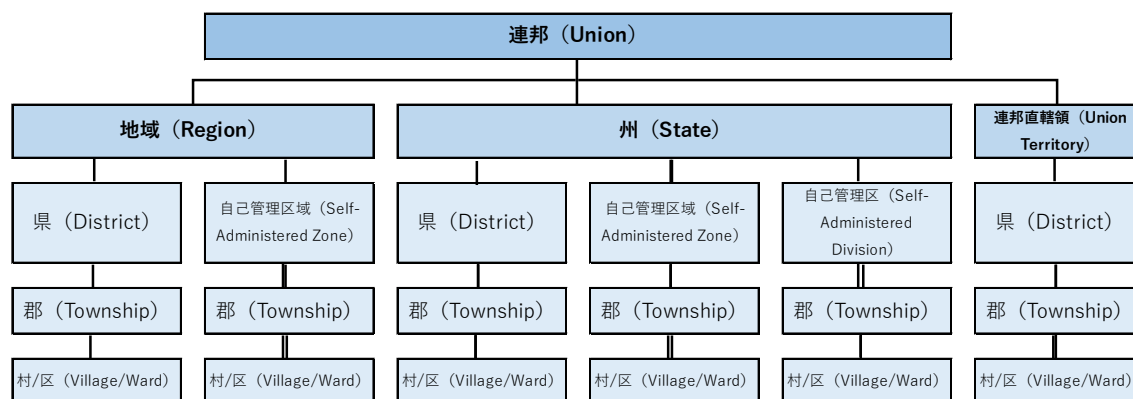 連邦（Union）
地域（Region）
州（State）
連邦直轄領（Union
Territory）
県（District）
自己管理区域（Self-
Administered Zone）
県（District）
自己管理区域（Self-
Administered Zone）
自己管理区（Self-
Administered
Division）
県（District）
郡（Township）
郡（Township）
郡（Township）
郡（Township）
郡（Township）
郡（Township）
村/区（Village/Ward）
村/区（Village/Ward）
村/区（Village/Ward）
村/区（Village/Ward）
村/区（Village/Ward）
村/区（Village/Ward）